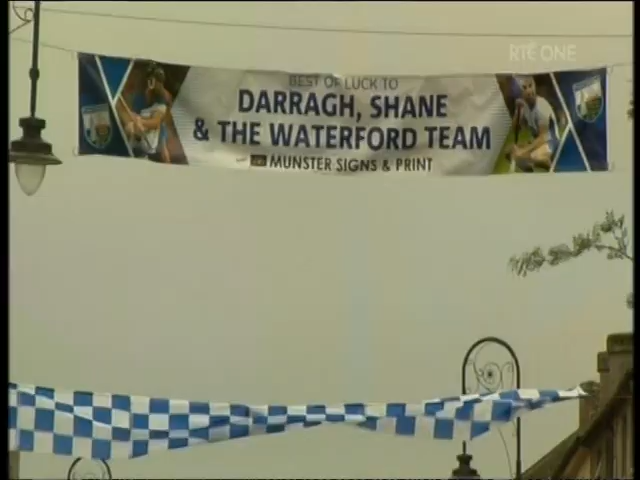 RTÉ ONE
BEST OF LUCK TO
DARRAGH, SHANE
& THE WATERFORD TEAM
MUNSTER SIGNS & PRINT